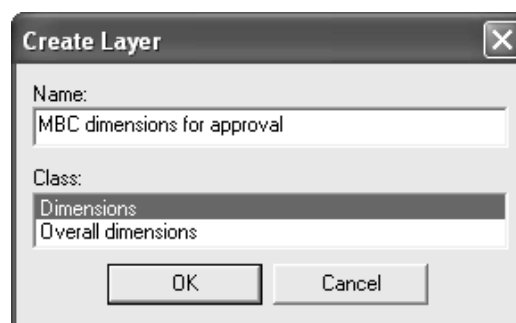 Create Layer
Name:
MBC dimensions for approval
Class:
Dimensions
Overall dimensions
OK Cancel